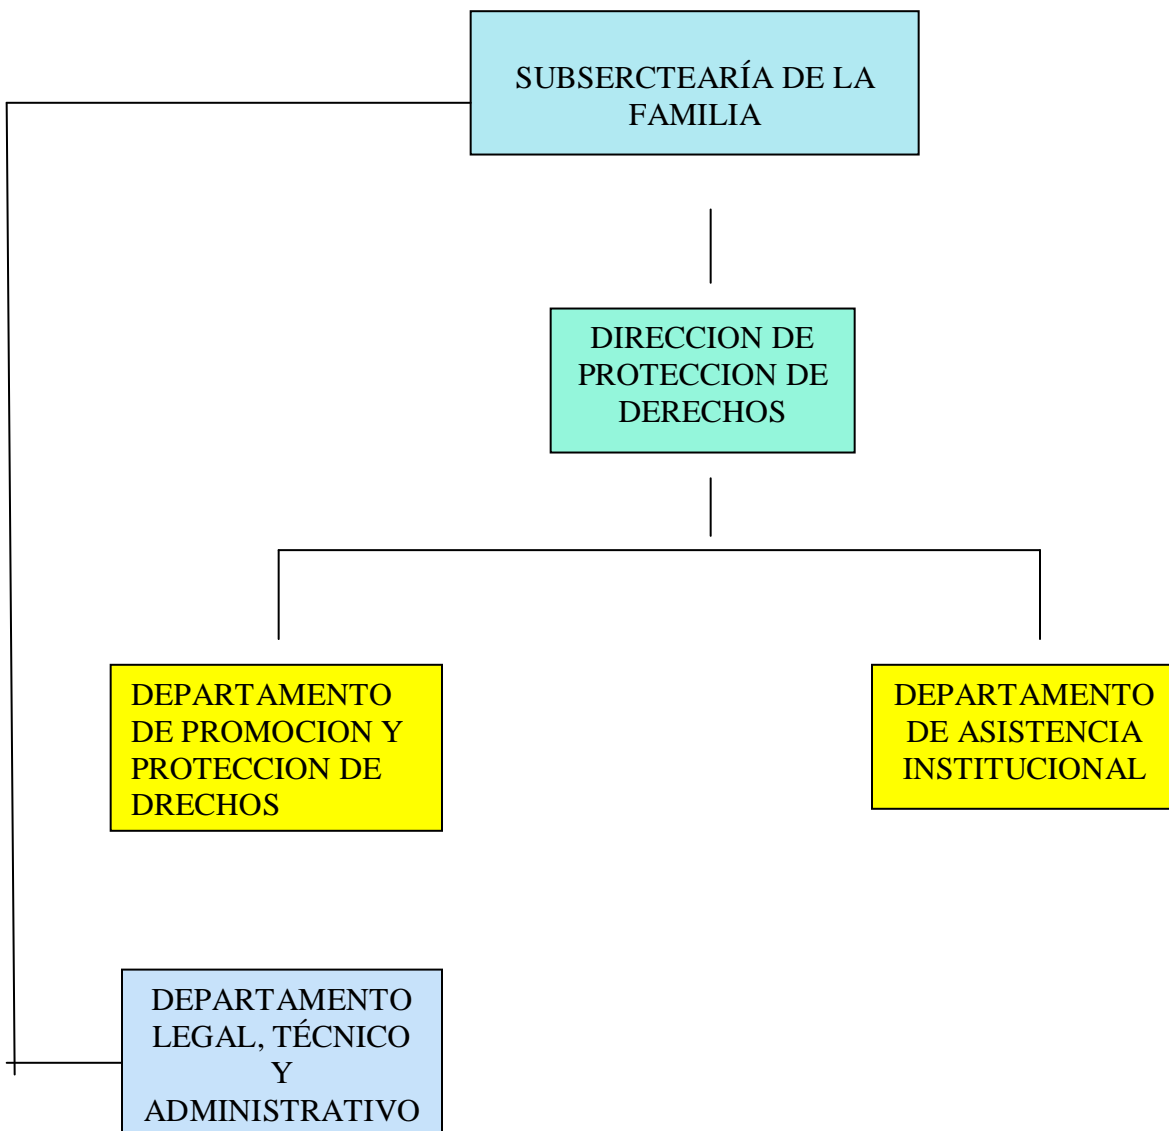 SUBSERCTEARÍA DE LA
FAMILIA
DIRECCION DE
PROTECCION DE
DERECHOS
DEPARTAMENTO
DE PROMOCION Y
PROTECCION DE
DRECHOS
DEPARTAMENTO
DE ASISTENCIA
INSTITUCIONAL
DEPARTAMENTO
LEGAL, TÉCNICO
Y
ADMINISTRATIVO